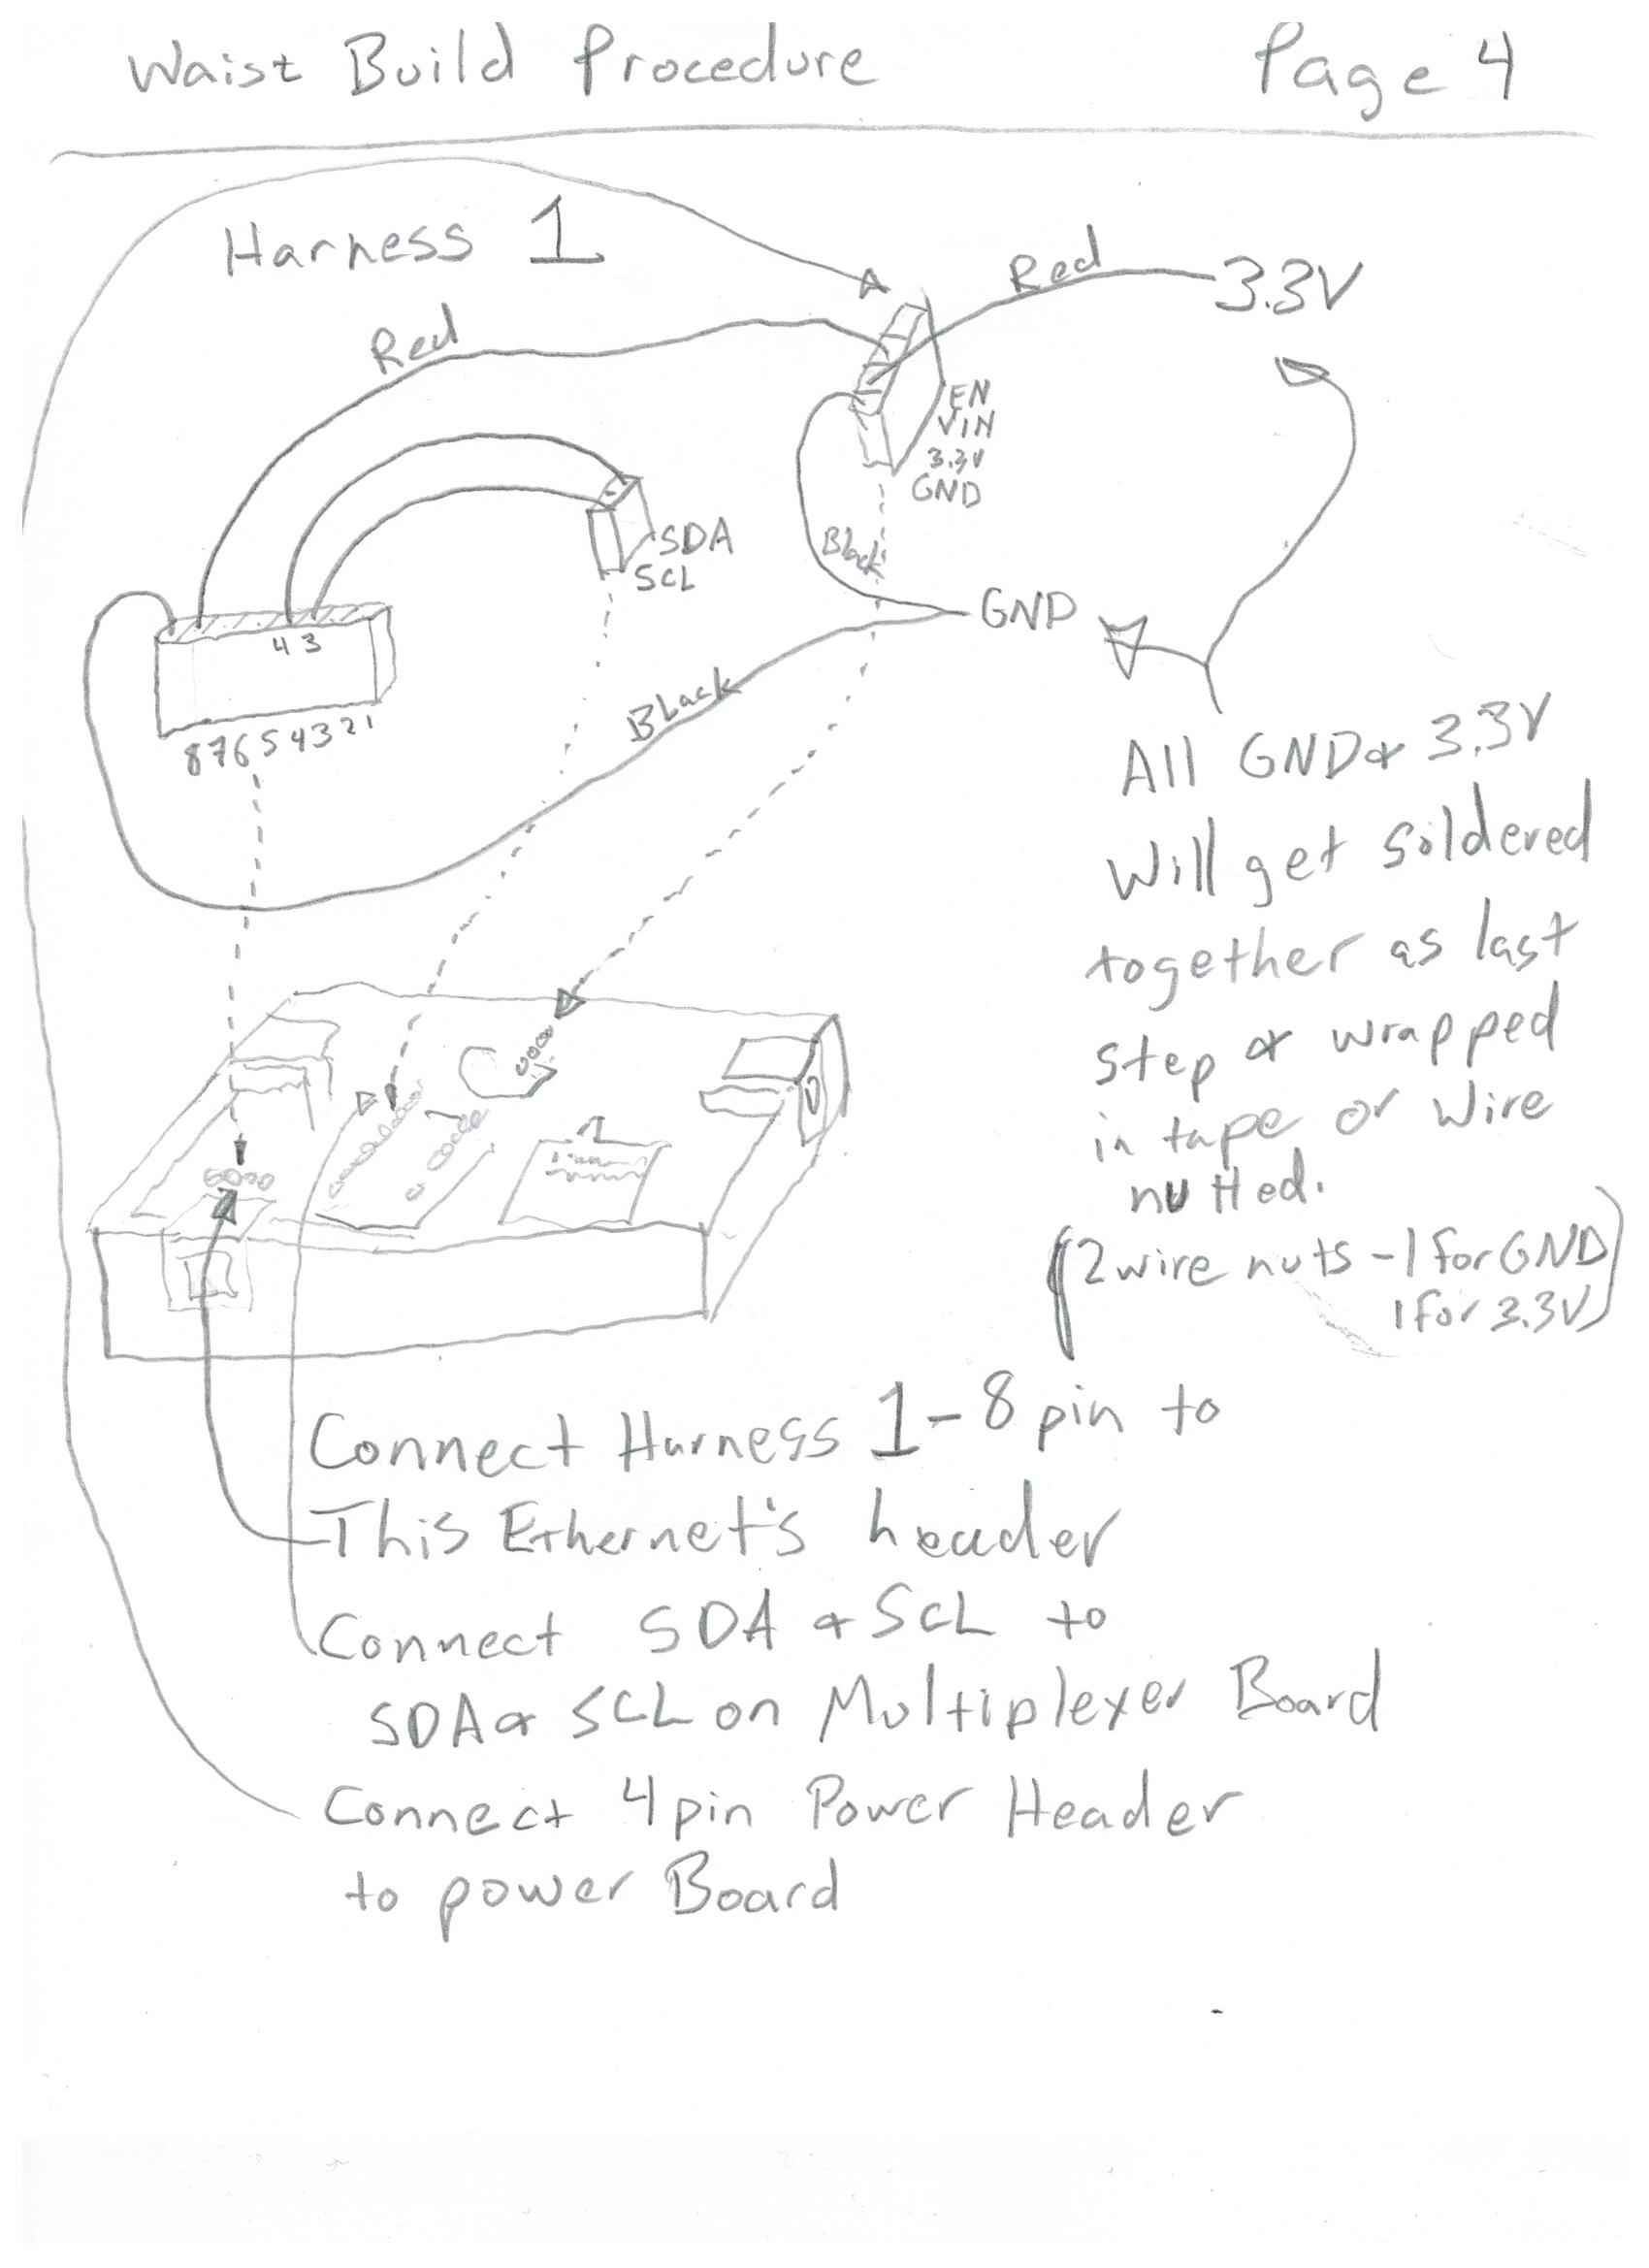 Waist Build Procedure Page 4
Harness 1
Red
Red
3.3V
EN
VIN
3.3V
GND
SDA
SCL
Black
GND
4 3
8 7 6 5 4 3 2 1
Black
All GND & 3.3V
will get soldered
together as last
step & wrapped
in tape or wire
nutted.
(2 wire nuts - 1 for GND
1 for 3.3V)
Connect Harness 1 - 8 pin to
This Ethernet's header
Connect SDA & SCL to
SDA & SCL on Multiplexer Board
Connect 4 pin Power Header
to power Board